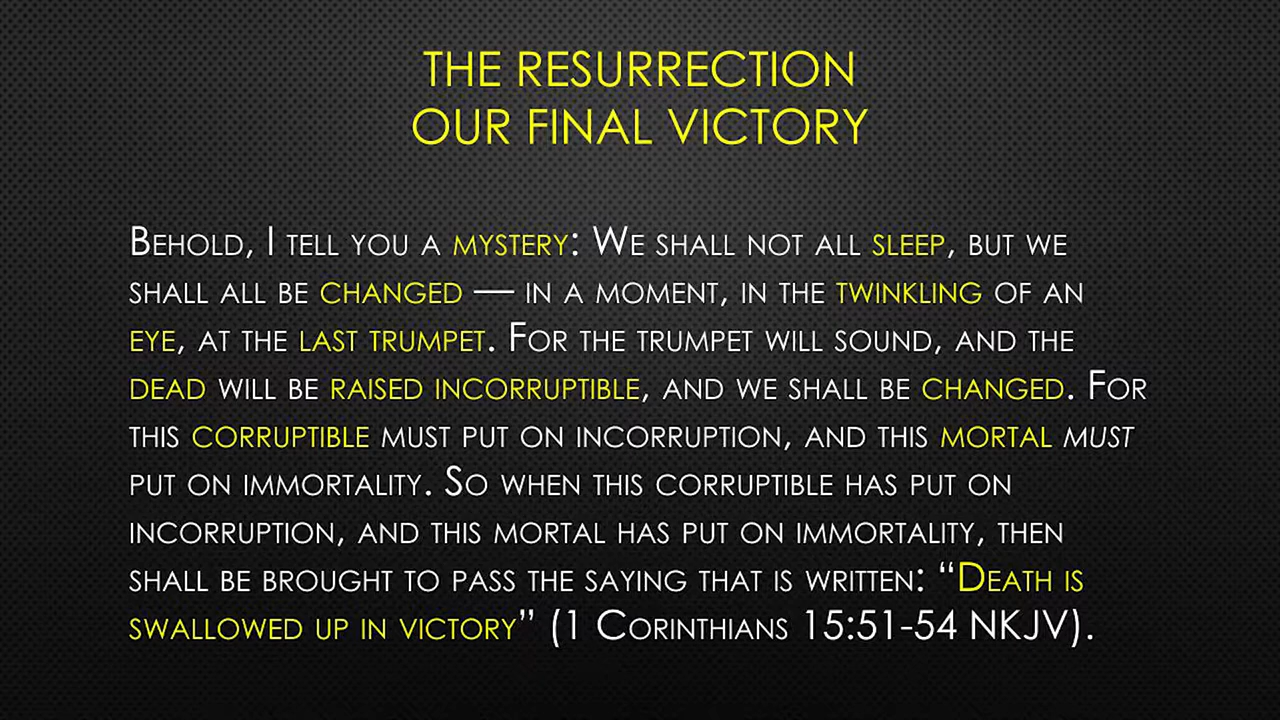 THE RESURRECTION
OUR FINAL VICTORY
Behold, I tell you a mystery: We shall not all sleep, but we
shall all be changed — in a moment, in the twinkling of an
eye, at the last trumpet. For the trumpet will sound, and the
dead will be raised incorruptible, and we shall be changed. For
this corruptible must put on incorruption, and this mortal must
put on immortality. So when this corruptible has put on
incorruption, and this mortal has put on immortality, then
shall be brought to pass the saying that is written: “Death is
swallowed up in victory” (1 Corinthians 15:51-54 NKJV).